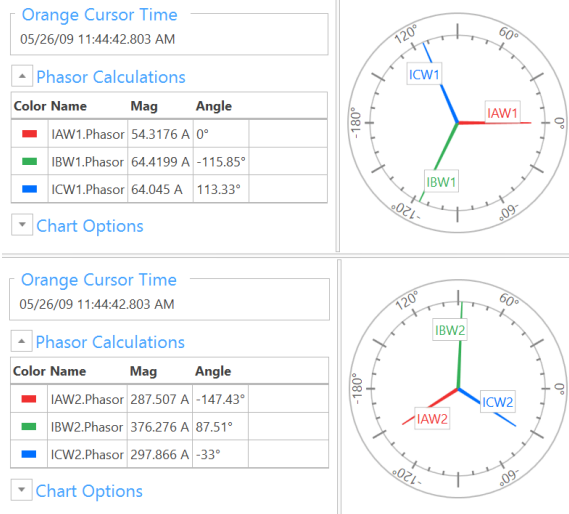 Orange Cursor Time
05/26/09 11:44:42.803 AM
Phasor Calculations
Color Name Mag Angle
IAW1.Phasor 54.3176 A 0°
IBW1.Phasor 64.4199 A -115.85°
ICW1.Phasor 64.045 A 113.33°
Chart Options
120° 60°
ICW1
IAW1
-180° 0°
IBW1
-120° -60°
Orange Cursor Time
05/26/09 11:44:42.803 AM
Phasor Calculations
Color Name Mag Angle
IAW2.Phasor 287.507 A -147.43°
IBW2.Phasor 376.276 A 87.51°
ICW2.Phasor 297.866 A -33°
Chart Options
120° 60°
IBW2
-180° 0°
ICW2
IAW2
-120° -60°